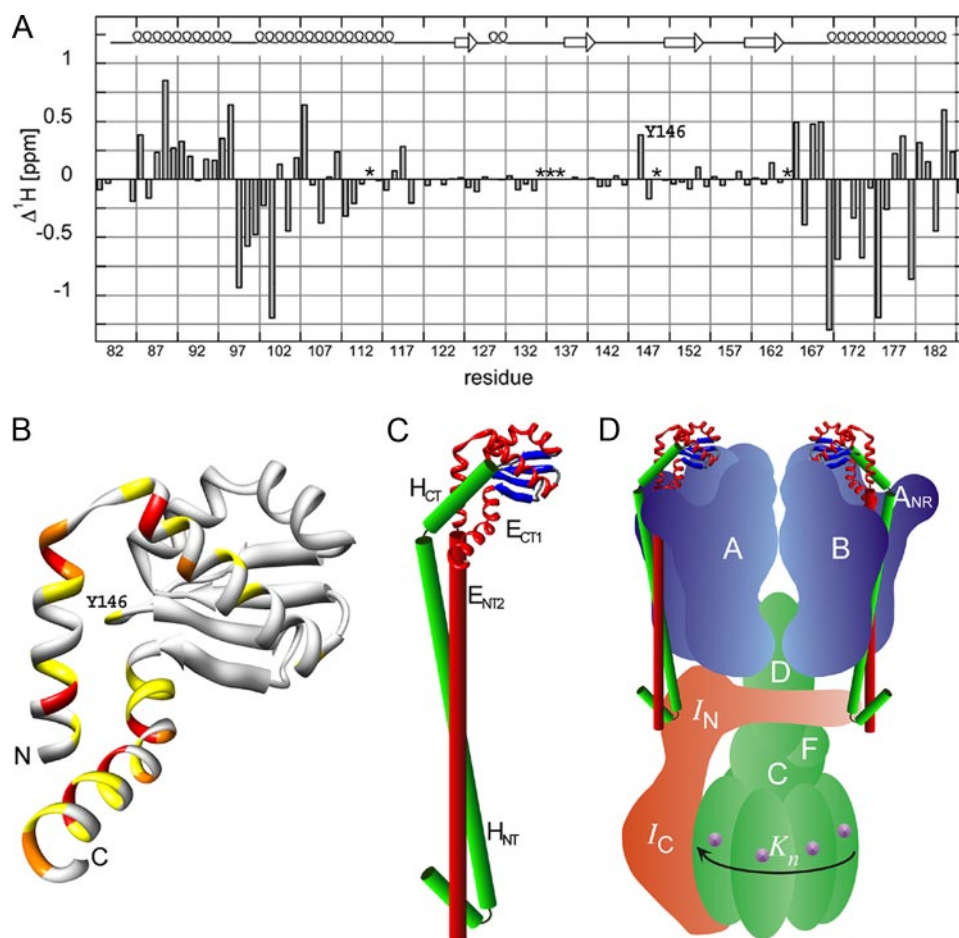 A
1
0.5
0
-0.5
-1
Δ¹H [ppm]
Y146
* *** * *
82 87 92 97 102 107 112 117 122 127 132 137 142 147 152 157 162 167 172 177 182
residue
B
Y146
N
C
C
H_CT
E_CT1
E_NT2
H_NT
D
A_NR
A B
D
I_N
F
C
I_C
K_n